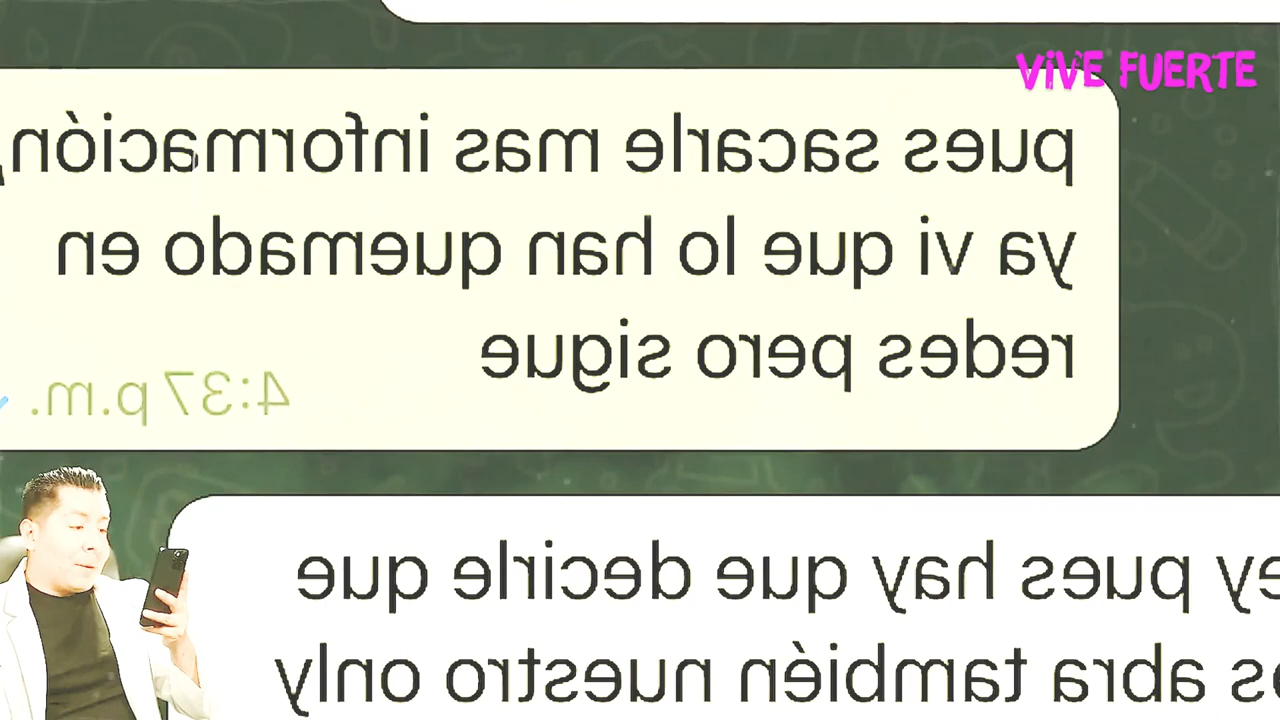 VIVE FUERTE
pues sacarle mas información,
ya vi que lo han quemado en
redes pero sigue
4:37 p.m.
ey pues hay que decirle que
os abra también nuestro only